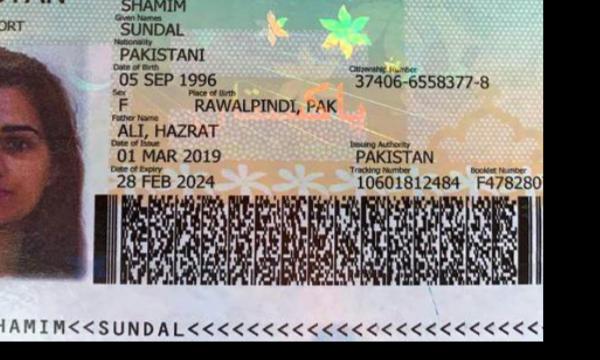 ORT
SHAMIM
Given Names
SUNDAL
Nationality
PAKISTANI
Date of Birth
Citizenship Number
05 SEP 1996
37406-6558377-8
Sex
Place of Birth
F
RAWALPINDI, PAK
پاکستان
Father Name
ALI, HAZRAT
Date of Issue
Issuing Authority
01 MAR 2019
PAKISTAN
Date of Expiry
Tracking Number
Booklet Number
28 FEB 2024
10601812484
F478280
HAMIM<<SUNDAL<<<<<<<<<<<<<<<<<<<<<<<